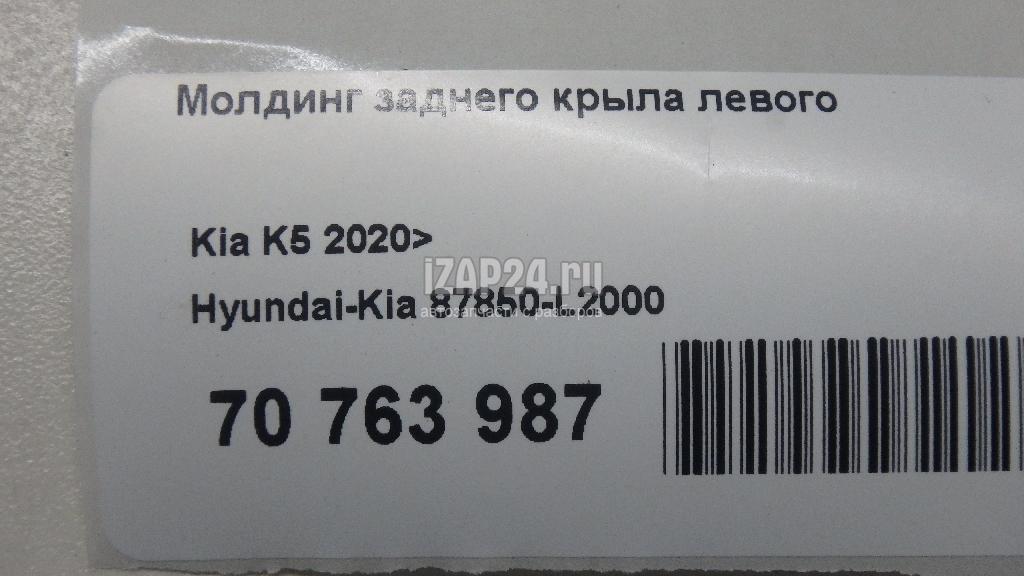 Молдинг заднего крыла левого
Kia K5 2020>
iZAP24.ru
Hyundai-Kia 87850-L2000
автозапчасти с разборов
70 763 987